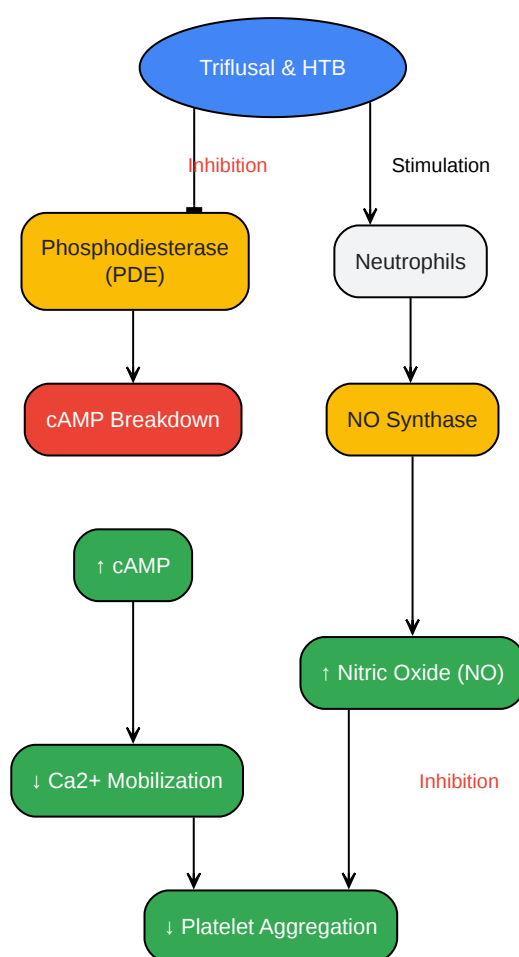 Triflusal & HTB
Inhibition
Stimulation
Phosphodiesterase
(PDE)
Neutrophils
cAMP Breakdown
NO Synthase
↑ cAMP
↑ Nitric Oxide (NO)
↓ Ca2+ Mobilization
Inhibition
↓ Platelet Aggregation